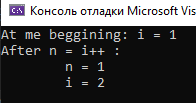 Консоль отладки Microsoft Vis
At me beggining: i = 1
After n = i++ :
n = 1
i = 2